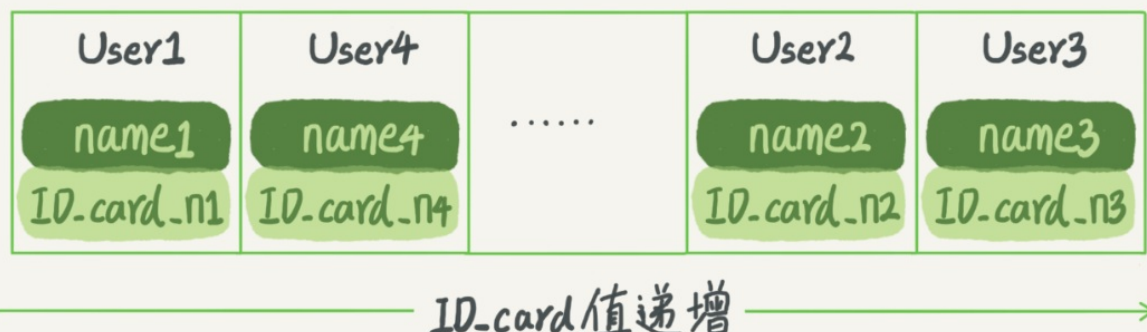 User1 User4 User2 User3
name1 name4 ...... name2 name3
ID_card_n1 ID_card_n4 ID_card_n2 ID_card_n3
ID_card值递增